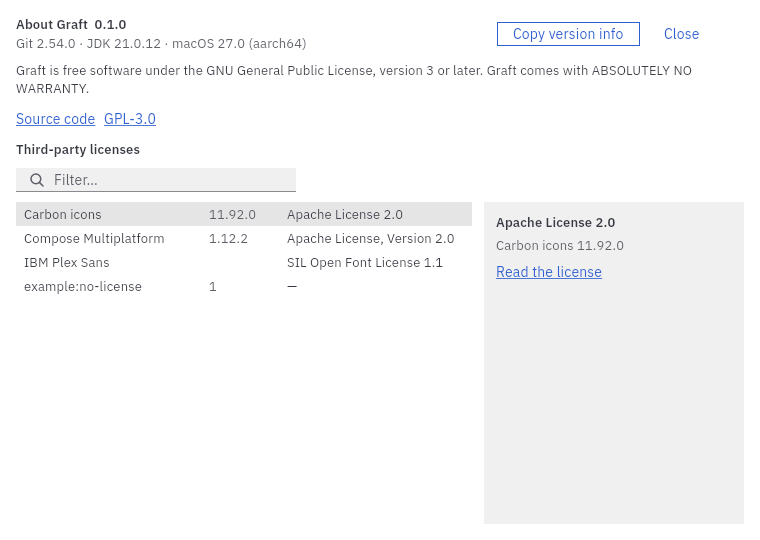 About Graft 0.1.0
Git 2.54.0 · JDK 21.0.12 · macOS 27.0 (aarch64)
Copy version info
Close
Graft is free software under the GNU General Public License, version 3 or later. Graft comes with ABSOLUTELY NO
WARRANTY.
Source code GPL-3.0
Third-party licenses
Filter...
Carbon icons 11.92.0 Apache License 2.0
Compose Multiplatform 1.12.2 Apache License, Version 2.0
IBM Plex Sans SIL Open Font License 1.1
example:no-license 1 —
Apache License 2.0
Carbon icons 11.92.0
Read the license